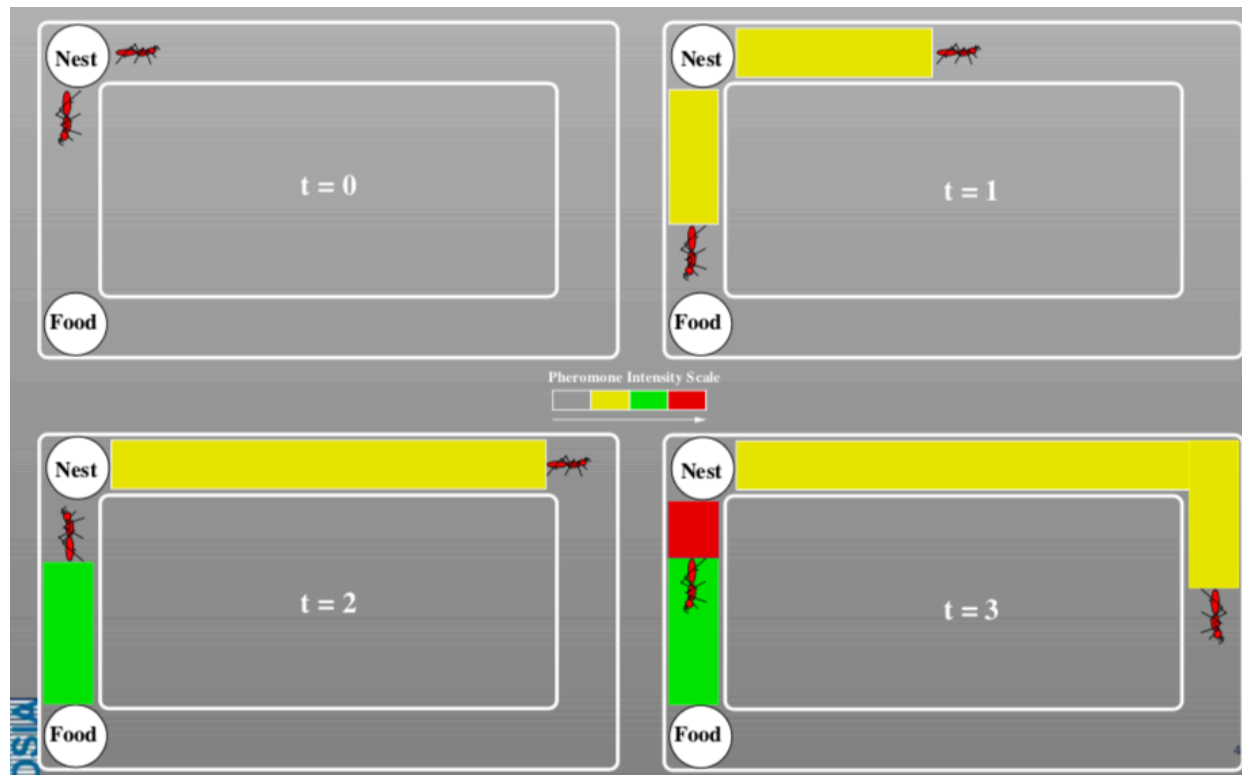 Nest
t = 0
Food
Nest
t = 1
Food
Pheromone Intensity Scale
Nest
t = 2
Food
Nest
t = 3
Food
4